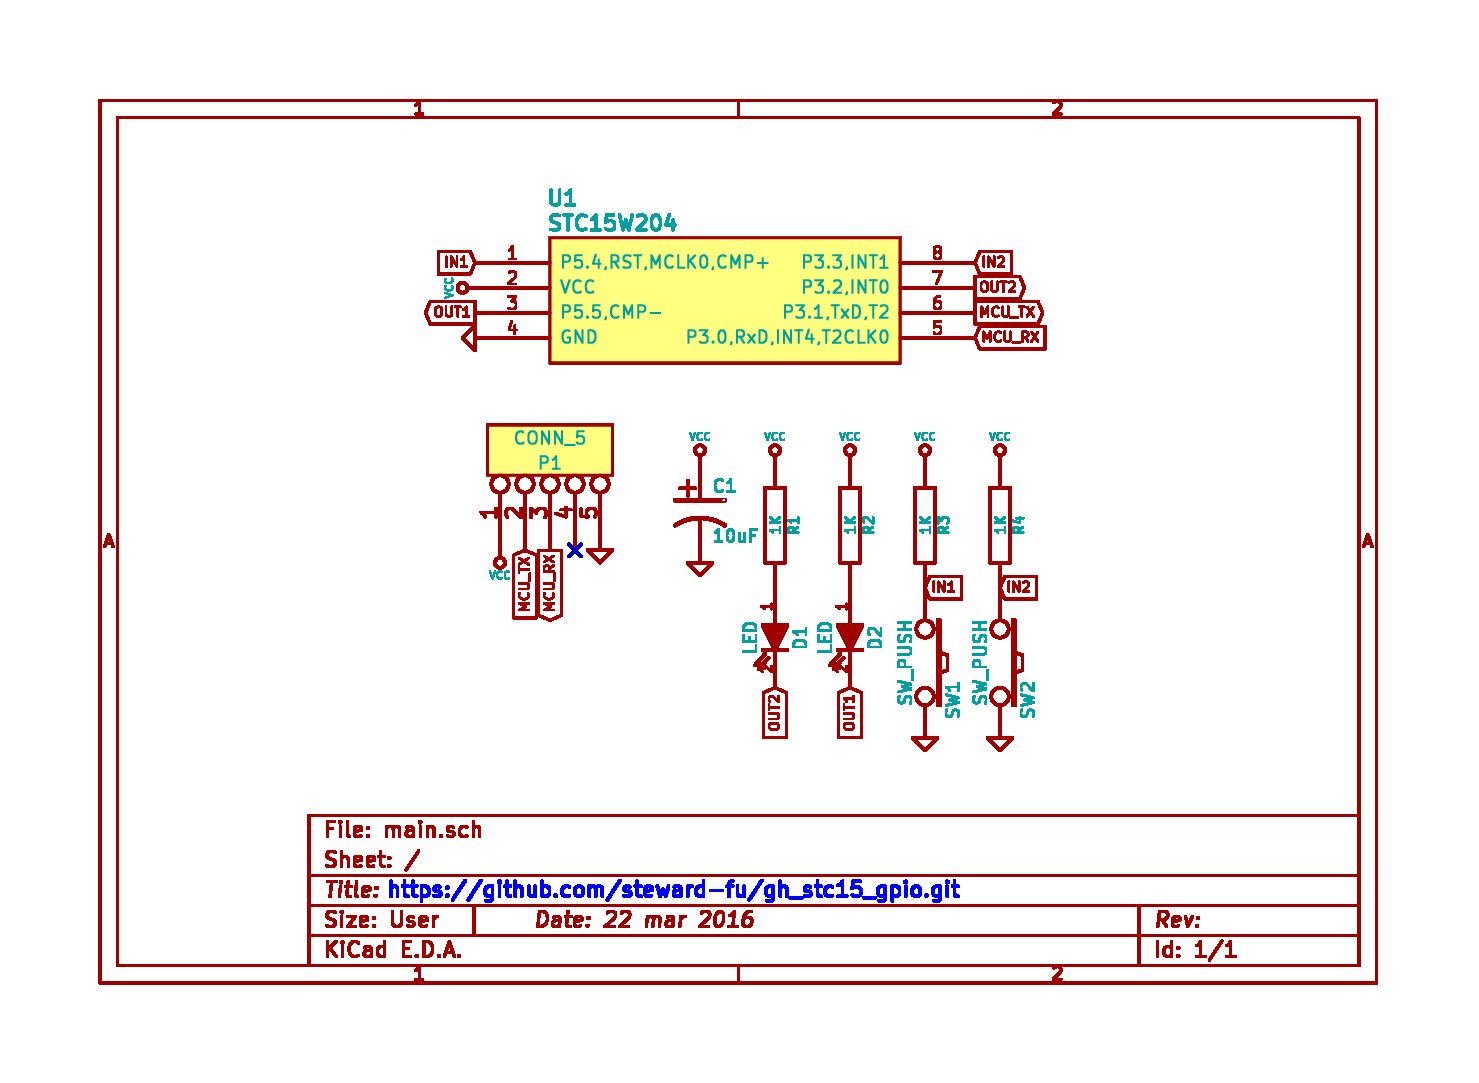 1 2
U1
STC15W204
IN1 1 P5.4,RST,MCLKO,CMP+ P3.3,INT1 8 IN2
VCC 2 VCC P3.2,INT0 7 OUT2
OUT1 3 P5.5,CMP- P3.1,TxD,T2 6 MCU_TX
4 GND P3.0,RxD,INT4,T2CLKO 5 MCU_RX
CONN_5
P1
1 2 3 4 5
VCC MCU_TX MCU_RX
VCC VCC VCC VCC VCC
+ C1
10uF
1K R1 1K R2 1K R3 1K R4
IN1 IN2
1 1
LED D1 LED D2 SW_PUSH SW1 SW_PUSH SW2
2 2
OUT2 OUT1
A A
File: main.sch
Sheet: /
Title: https://github.com/steward-fu/gh_stc15_gpio.git
Size: User Date: 22 mar 2016 Rev:
KiCad E.D.A. Id: 1/1
1 2